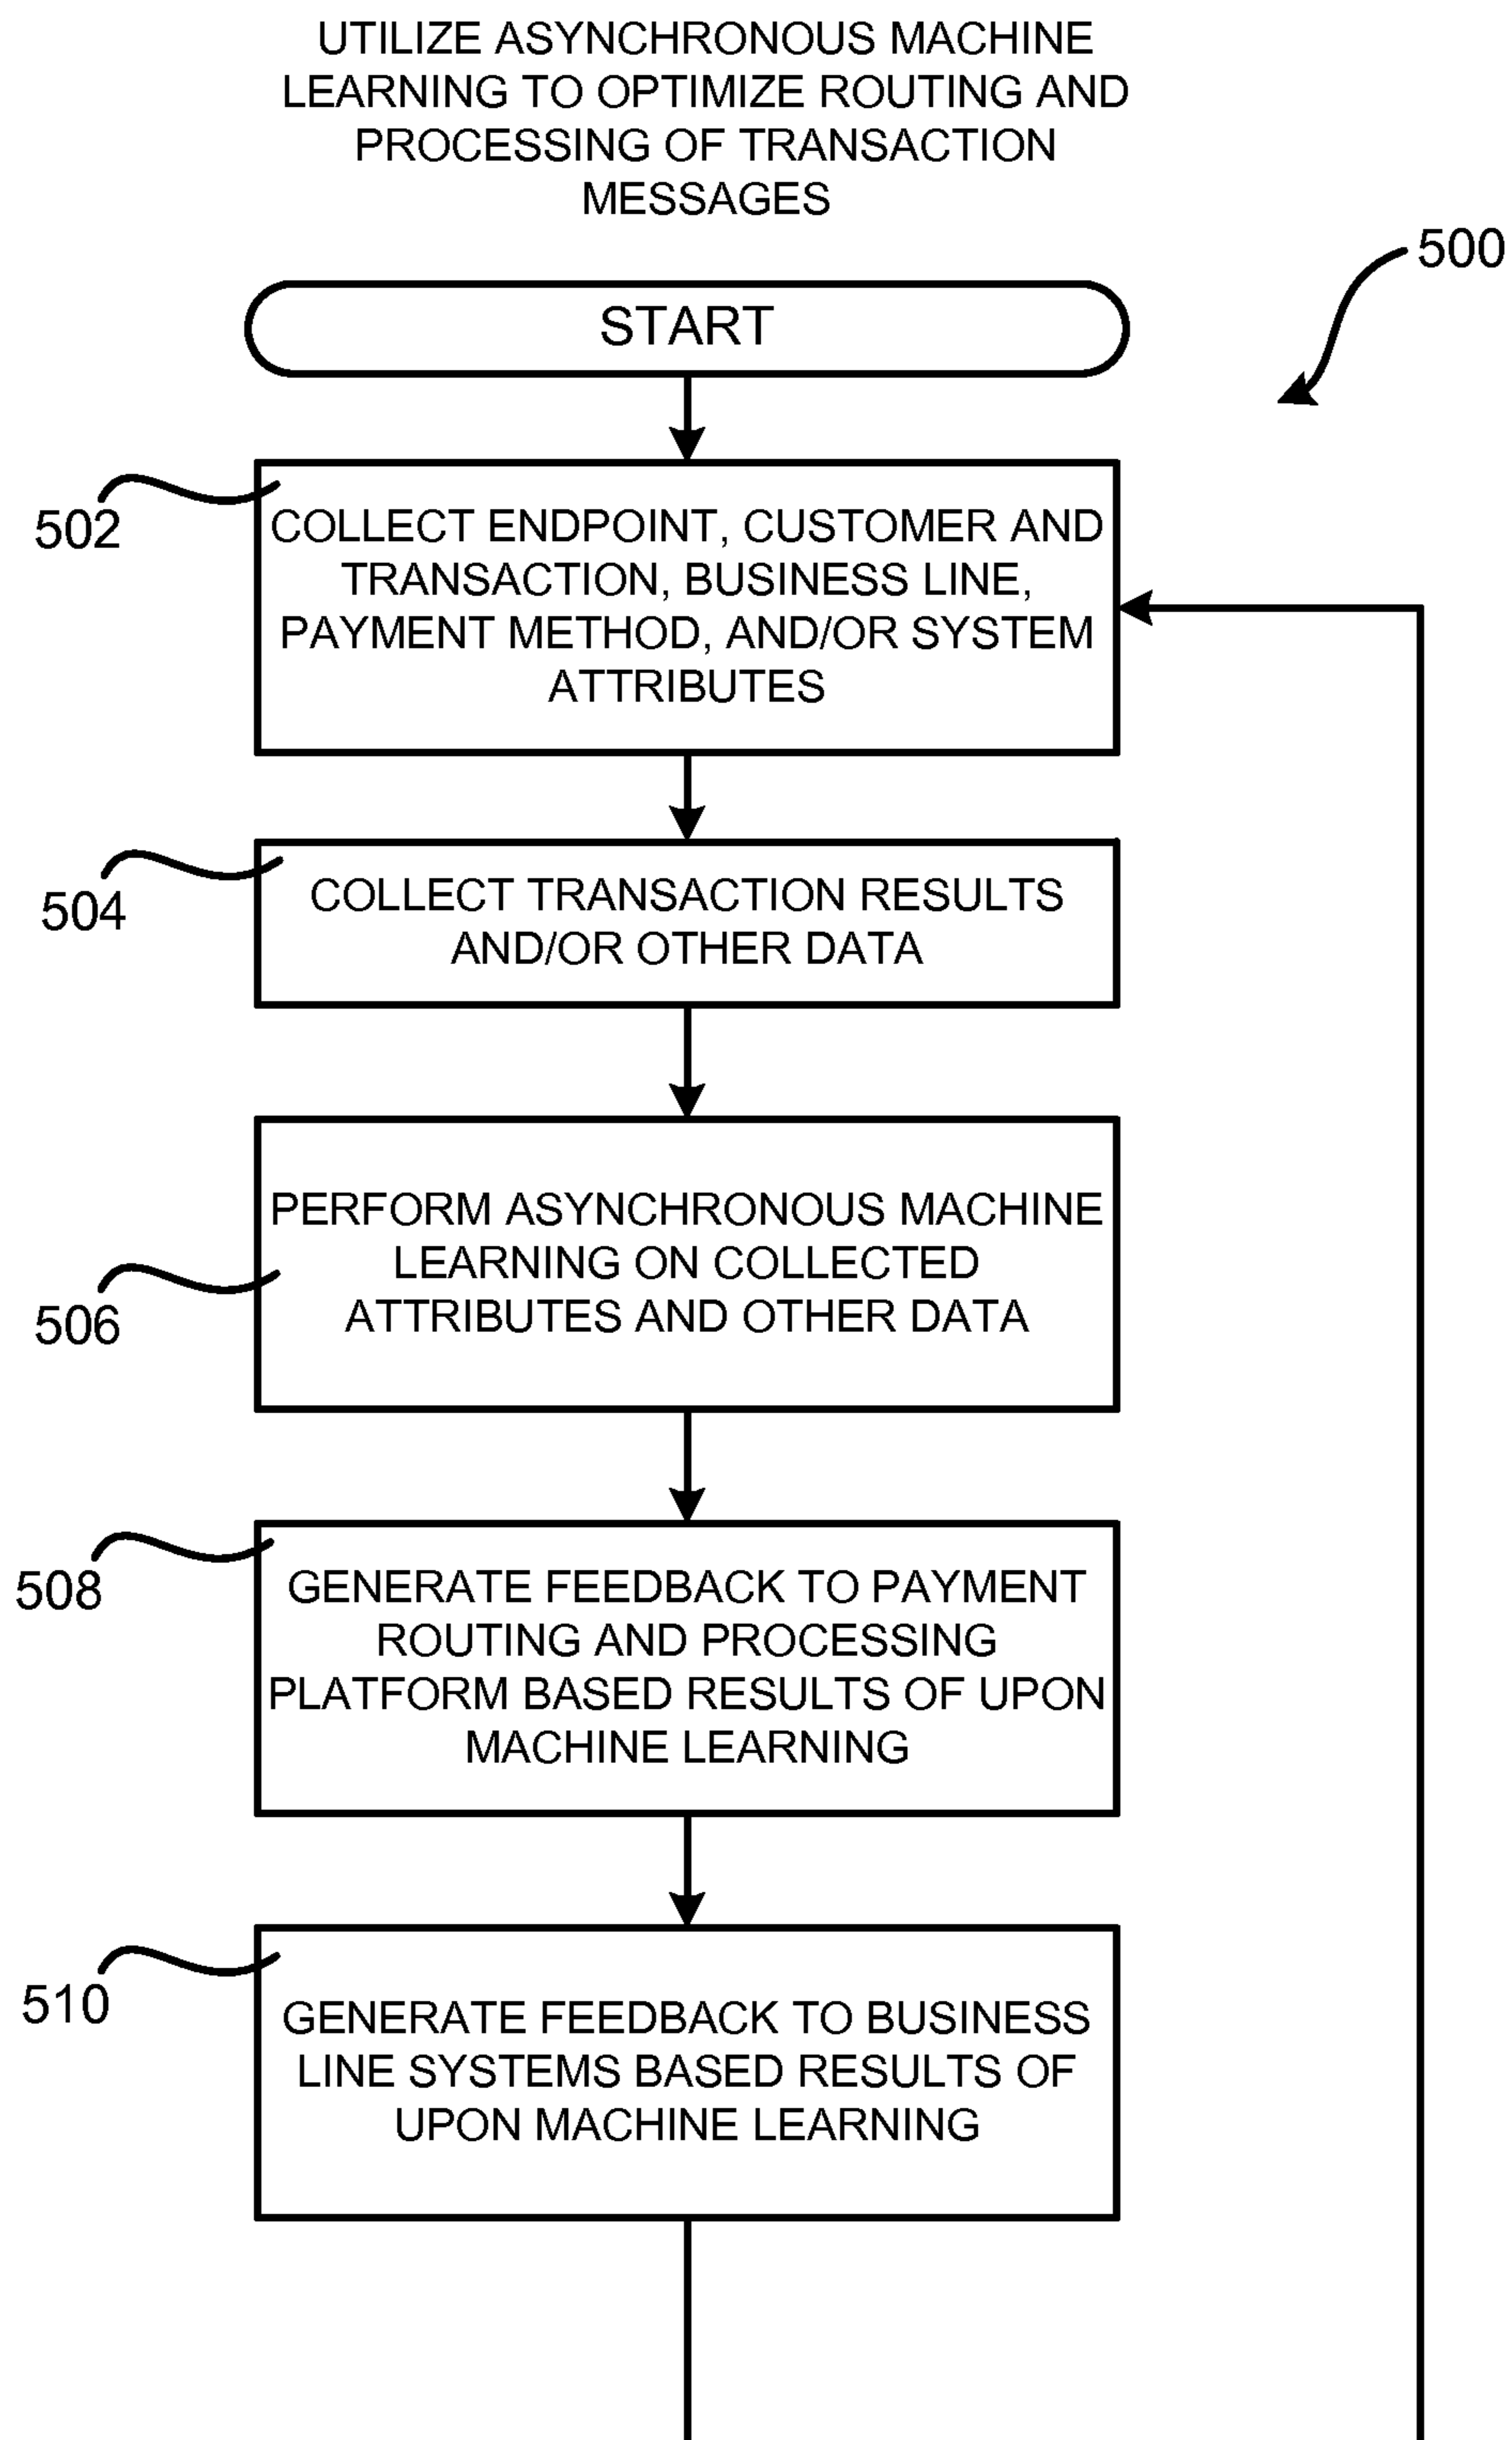 UTILIZE ASYNCHRONOUS MACHINE
LEARNING TO OPTIMIZE ROUTING AND
PROCESSING OF TRANSACTION
MESSAGES
500
START
502
COLLECT ENDPOINT, CUSTOMER AND
TRANSACTION, BUSINESS LINE,
PAYMENT METHOD, AND/OR SYSTEM
ATTRIBUTES
504
COLLECT TRANSACTION RESULTS
AND/OR OTHER DATA
506
PERFORM ASYNCHRONOUS MACHINE
LEARNING ON COLLECTED
ATTRIBUTES AND OTHER DATA
508
GENERATE FEEDBACK TO PAYMENT
ROUTING AND PROCESSING
PLATFORM BASED RESULTS OF UPON
MACHINE LEARNING
510
GENERATE FEEDBACK TO BUSINESS
LINE SYSTEMS BASED RESULTS OF
UPON MACHINE LEARNING